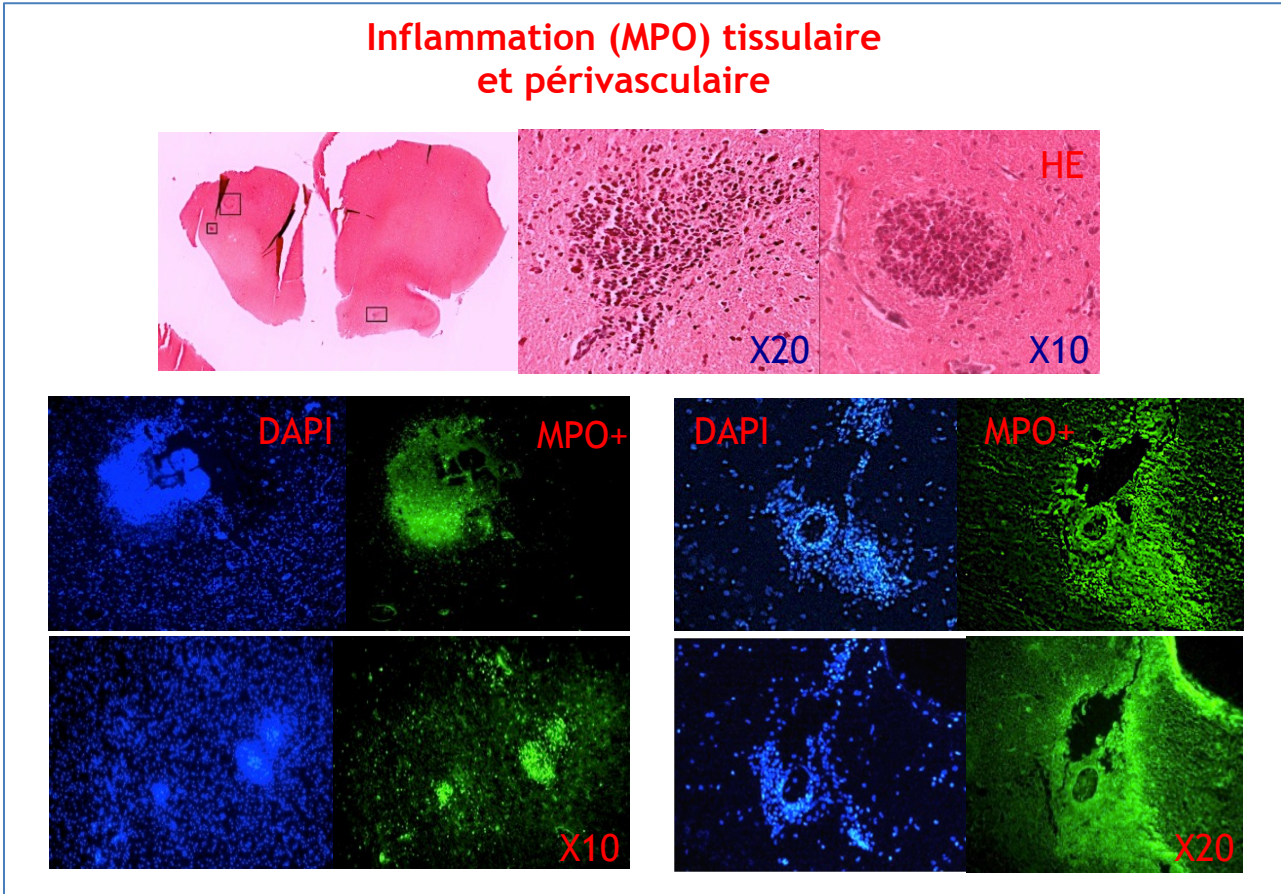 Inflammation (MPO) tissulaire
et périvasculaire
HE
X20
X10
DAPI
MPO+
DAPI
MPO+
X10
X20